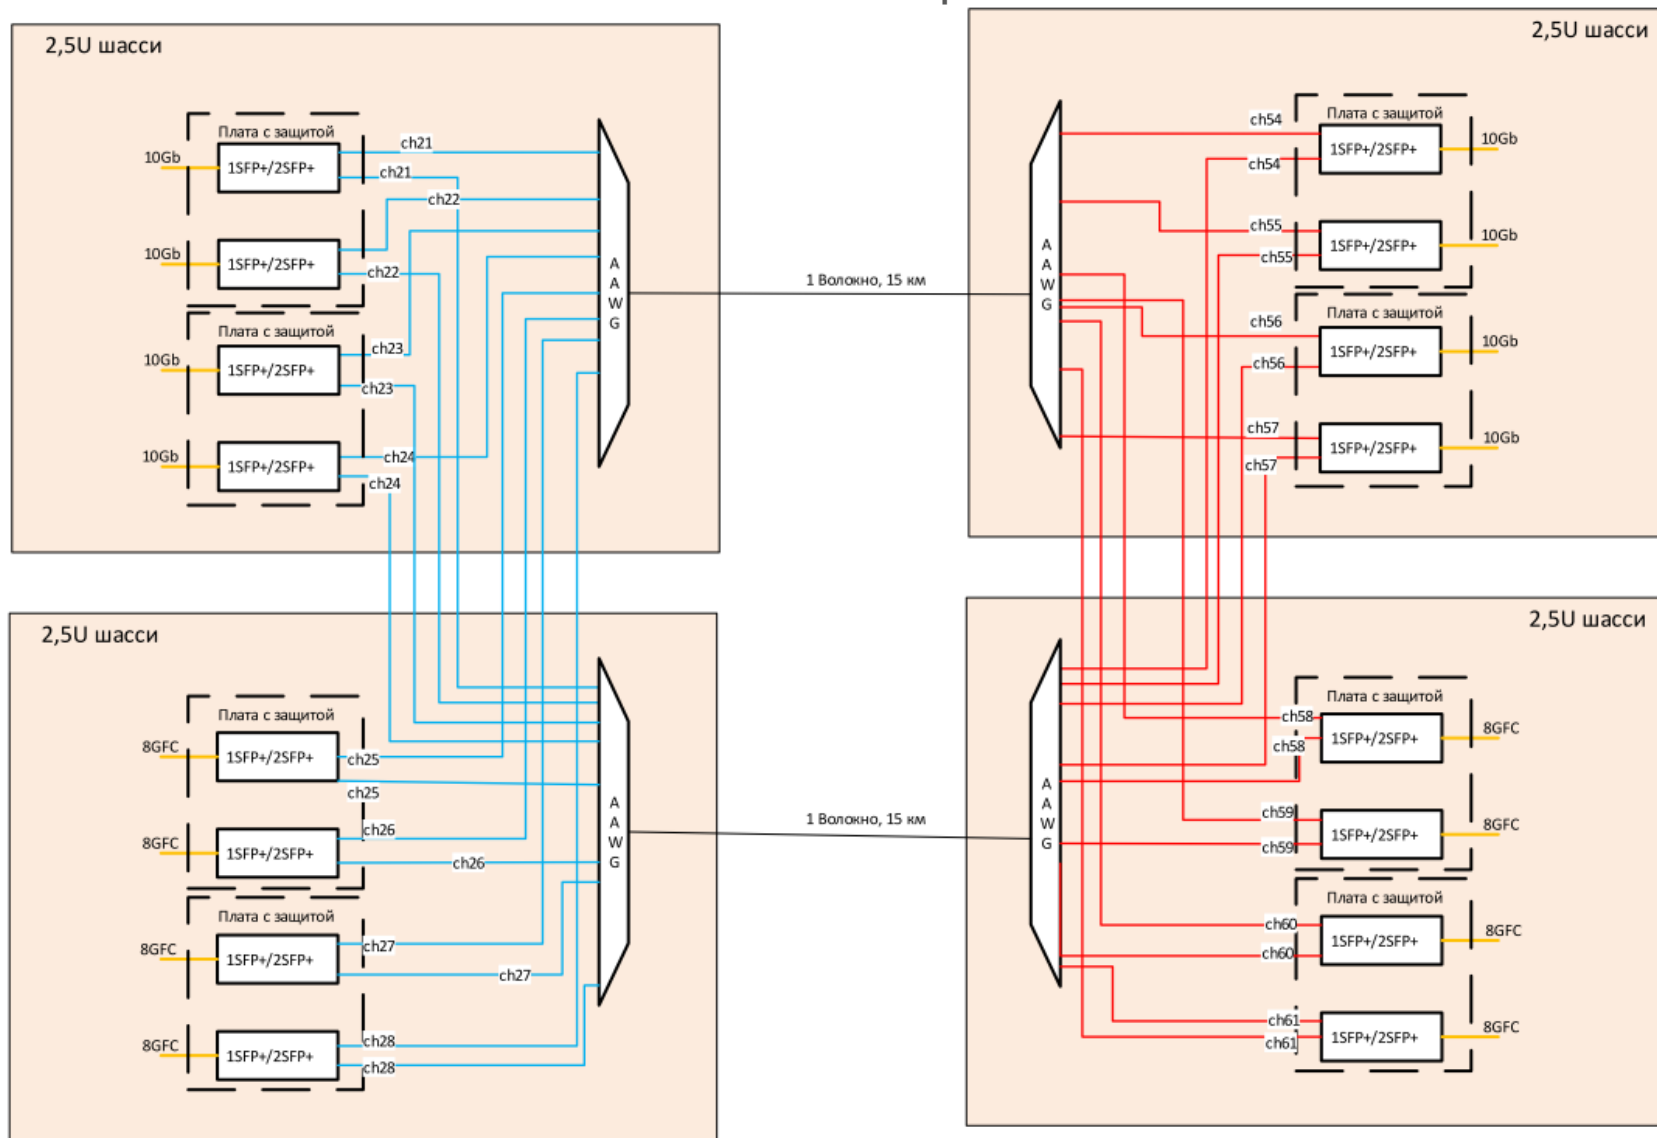 2,5U шасси
Плата с защитой
10Gb
1SFP+/2SFP+
ch21
ch21
ch22
10Gb
1SFP+/2SFP+
ch22
Плата с защитой
10Gb
1SFP+/2SFP+
ch23
ch23
10Gb
1SFP+/2SFP+
ch24
ch24
AAWG
1 Волокно, 15 км
2,5U шасси
AAWG
Плата с защитой
ch54
1SFP+/2SFP+
10Gb
ch54
ch55
1SFP+/2SFP+
10Gb
ch55
Плата с защитой
ch56
1SFP+/2SFP+
10Gb
ch56
ch57
1SFP+/2SFP+
10Gb
ch57
2,5U шасси
Плата с защитой
8GFC
1SFP+/2SFP+
ch25
ch25
8GFC
1SFP+/2SFP+
ch26
ch26
Плата с защитой
8GFC
1SFP+/2SFP+
ch27
ch27
8GFC
1SFP+/2SFP+
ch28
ch28
AAWG
1 Волокно, 15 км
2,5U шасси
AAWG
Плата с защитой
ch58
1SFP+/2SFP+
8GFC
ch58
ch59
1SFP+/2SFP+
8GFC
ch59
Плата с защитой
ch60
1SFP+/2SFP+
8GFC
ch60
ch61
1SFP+/2SFP+
8GFC
ch61